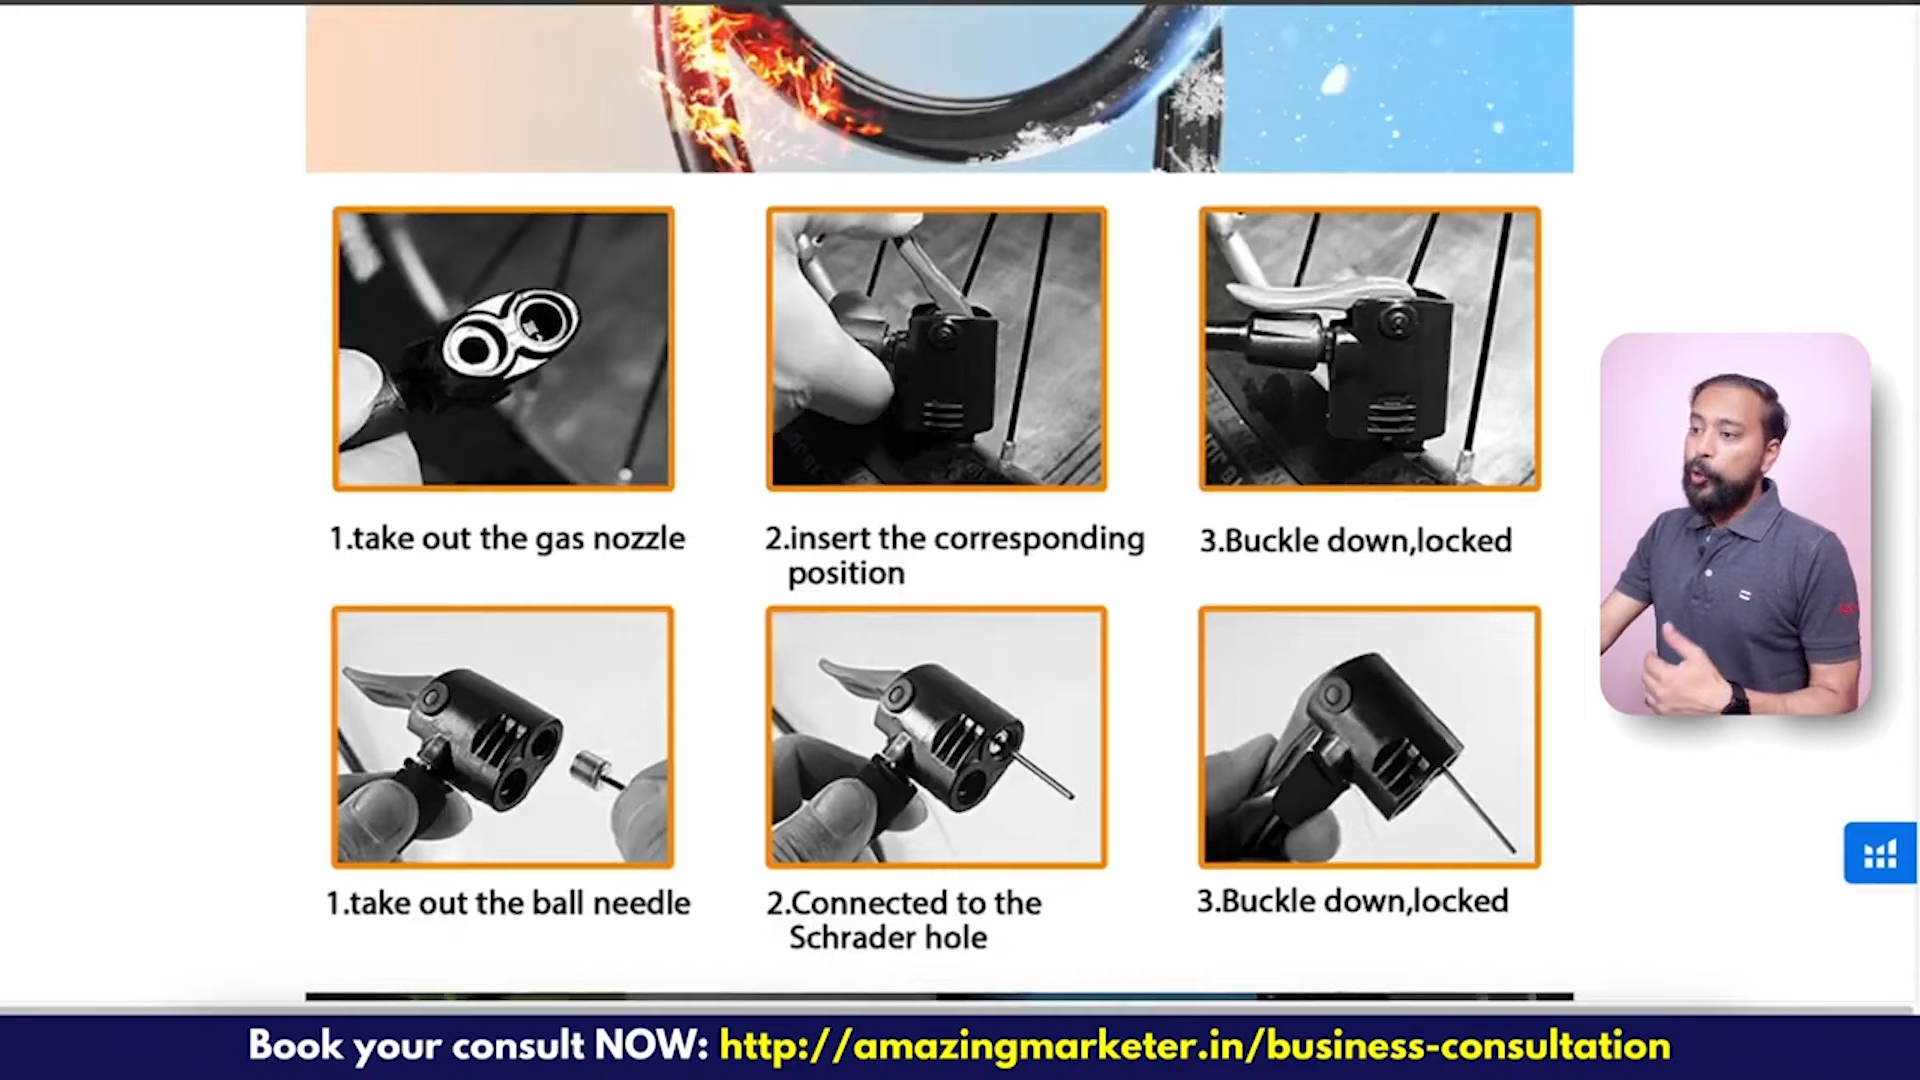 1.take out the gas nozzle
2.insert the corresponding
position
3.Buckle down,locked
1.take out the ball needle
2.Connected to the
Schrader hole
3.Buckle down,locked
Book your consult NOW: http://amazingmarketer.in/business-consultation